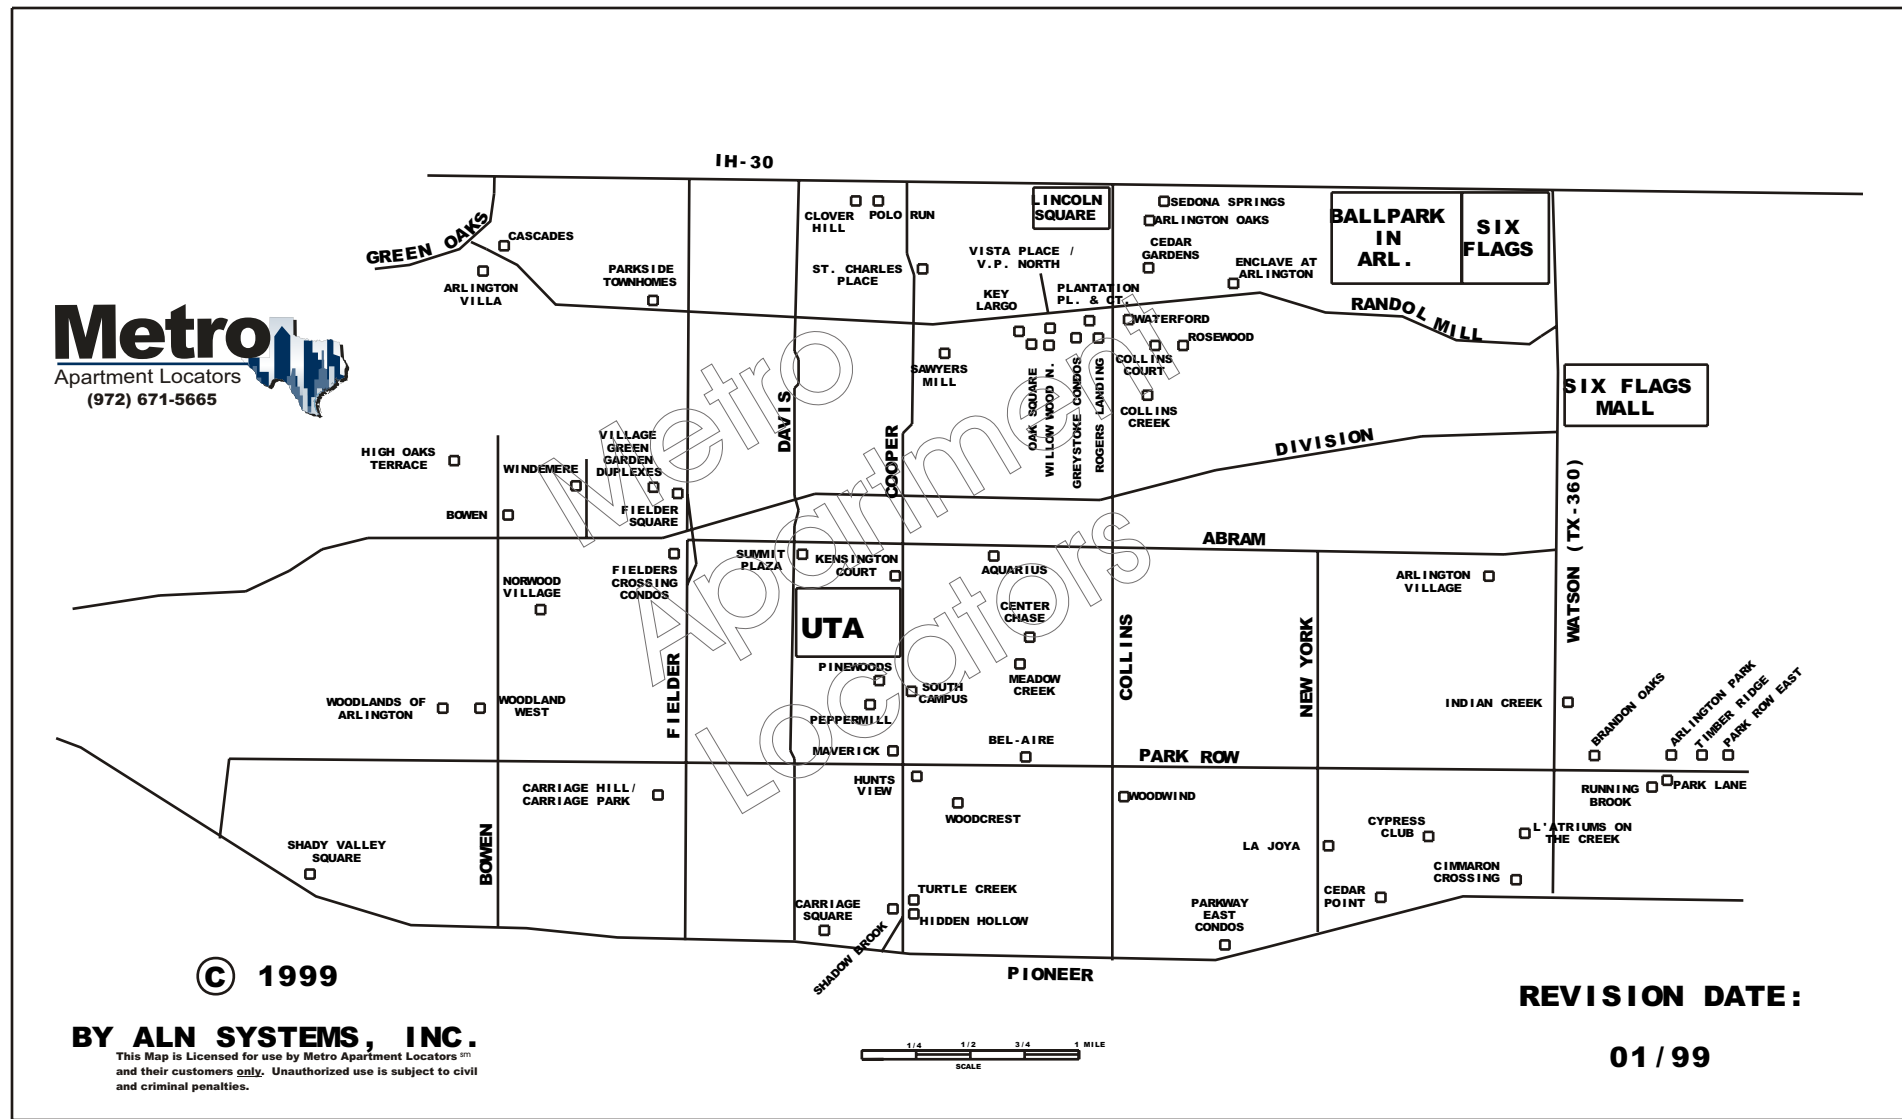 IH-30
GREEN OAKS
CASCADES
ARLINGTON
VILLA
PARKSIDE
TOWNHOMES
CLOVER
HILL
POLO RUN
ST. CHARLES
PLACE
LINCOLN
SQUARE
VISTA PLACE /
V.P. NORTH
KEY
LARGO
PLANTATION
PL. & CT.
SEDONA SPRINGS
ARLINGTON OAKS
CEDAR
GARDENS
ENCLAVE AT
ARLINGTON
BALLPARK
IN
ARL.
SIX
FLAGS
RANDOL MILL
WATERFORD
ROSEWOOD
COLLINS
COURT
COLLINS
CREEK
SAWYERS
MILL
OAK SQUARE
WILLOW WOOD N.
GREYSTOKE CONDOS
ROGERS LANDING
SIX FLAGS
MALL
Metro
Apartment Locators
(972) 671-5665
DAVIS
COOPER
DIVISION
HIGH OAKS
TERRACE
WINDEMERE
VILLAGE
GREEN
GARDEN
DUPLEXES
BOWEN
FIELDER
SQUARE
Metro
Apartment
Locators
ABRAM
WATSON (TX-360)
NORWOOD
VILLAGE
FIELDERS
CROSSING
CONDOS
SUMMIT
PLAZA
KENSINGTON
COURT
AQUARIUS
ARLINGTON
VILLAGE
CENTER
CHASE
UTA
PINEWOODS
SOUTH
CAMPUS
MEADOW
CREEK
PEPPERMILL
COLLINS
NEW YORK
FIELDER
WOODLANDS OF
ARLINGTON
WOODLAND
WEST
INDIAN CREEK
BRANDON OAKS
ARLINGTON PARK
TIMBER RIDGE
PARK ROW EAST
MAVERICK
BEL-AIRE
PARK ROW
HUNTS
VIEW
CARRIAGE HILL/
CARRIAGE PARK
WOODCREST
WOODWIND
RUNNING
BROOK
PARK LANE
CYPRESS
CLUB
L'ATRIUMS ON
THE CREEK
LA JOYA
SHADY VALLEY
SQUARE
BOWEN
CIMMARON
CROSSING
TURTLE CREEK
CARRIAGE
SQUARE
HIDDEN HOLLOW
SHADOW BROOK
CEDAR
POINT
PARKWAY
EAST
CONDOS
PIONEER
© 1999
BY ALN SYSTEMS, INC.
This Map is Licensed for use by Metro Apartment Locators sm
and their customers only. Unauthorized use is subject to civil
and criminal penalties.
1/4 1/2 3/4 1 MILE
SCALE
REVISION DATE:
01/99